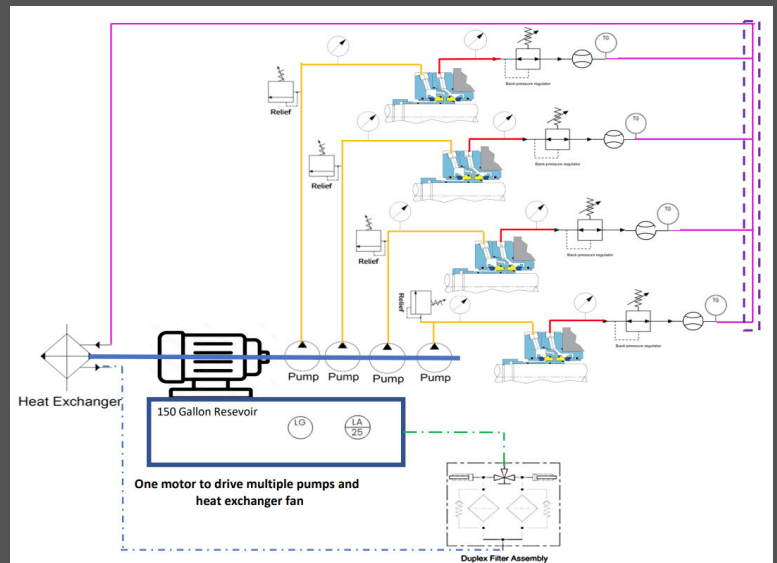 TG
Back-pressure regulator
Relief
TG
Back-pressure regulator
Relief
TG
Back-pressure regulator
Relief
TG
Back-pressure regulator
Relief
Pump
Pump
Pump
Pump
Heat Exchanger
150 Gallon Resevoir
LG
LA
25
One motor to drive multiple pumps and
heat exchanger fan
Duplex Filter Assembly